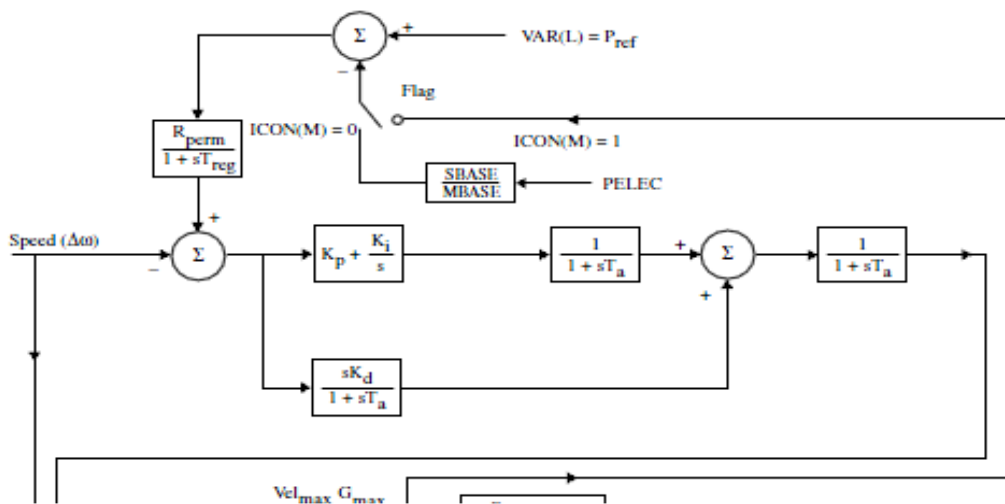 Σ
+
VAR(L) = P_ref
−
Flag
ICON(M) = 0
ICON(M) = 1
R_perm
1 + sT_reg
SBASE
MBASE
PELEC
+
Speed (Δω)
−
Σ
K_p + K_i
s
1
1 + sT_a
+
Σ
+
1
1 + sT_a
sK_d
1 + sT_a
Vel_max G_max